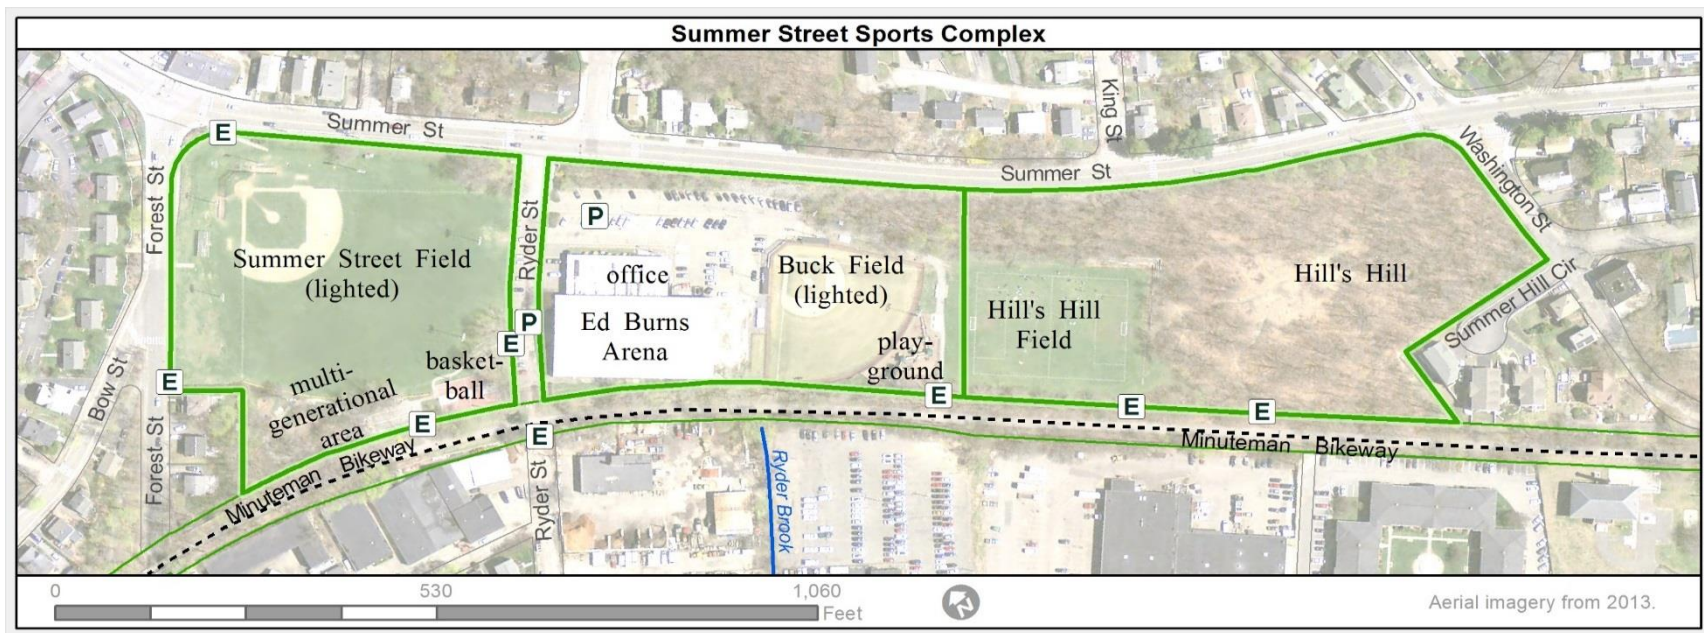 Summer Street Sports Complex
E
Summer St
King St
Summer St
Washington St
Forest St
Ryder St
P
Summer Street Field
(lighted)
office
Buck Field
(lighted)
Hill's Hill
Summer Hill Cir
Hill's Hill
Field
Ed Burns
Arena
P
E
play-
ground
basket-
ball
multi-
generational
area
E
Bow St
E
E
E
E
E
Forest St
Minuteman Bikeway
Minuteman Bikeway
Ryder St
Ryder Brook
0
530
1,060
Feet
N
Aerial imagery from 2013.